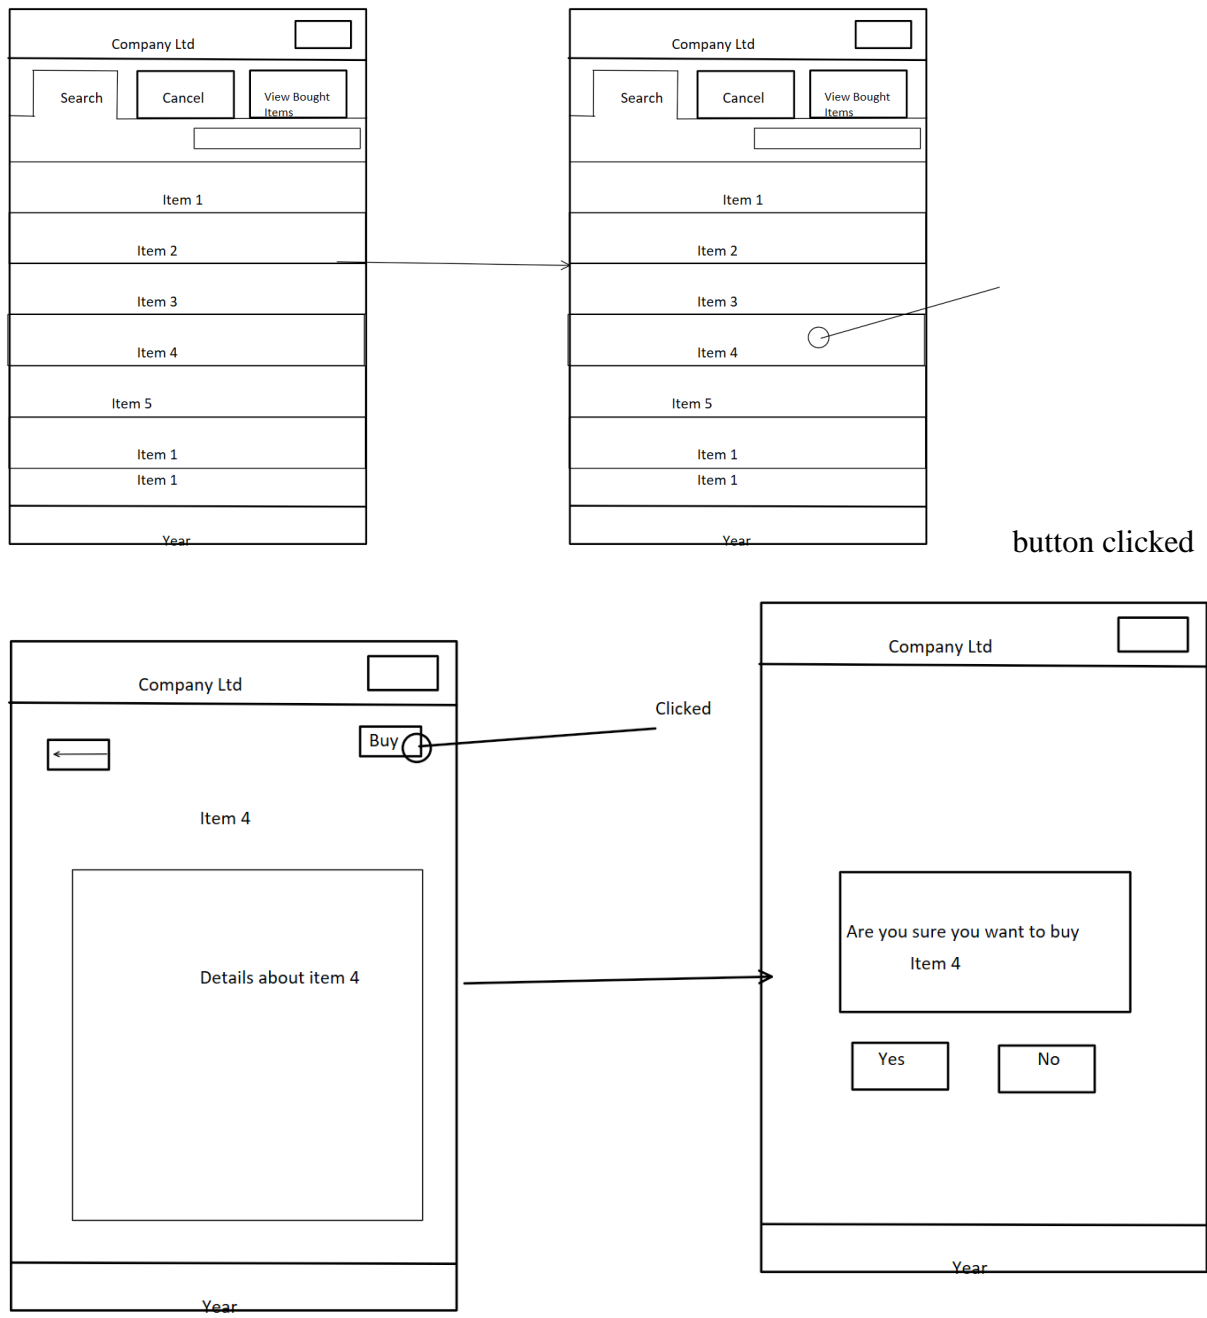 Company Ltd
Search
Cancel
View Bought
Items
Item 1
Item 2
Item 3
Item 4
Item 5
Item 1
Item 1
Year
Company Ltd
Search
Cancel
View Bought
Items
Item 1
Item 2
Item 3
Item 4
Item 5
Item 1
Item 1
Year
button clicked
Company Ltd
Buy
Clicked
Item 4
Details about item 4
Year
Company Ltd
Are you sure you want to buy
Item 4
Yes
No
Year